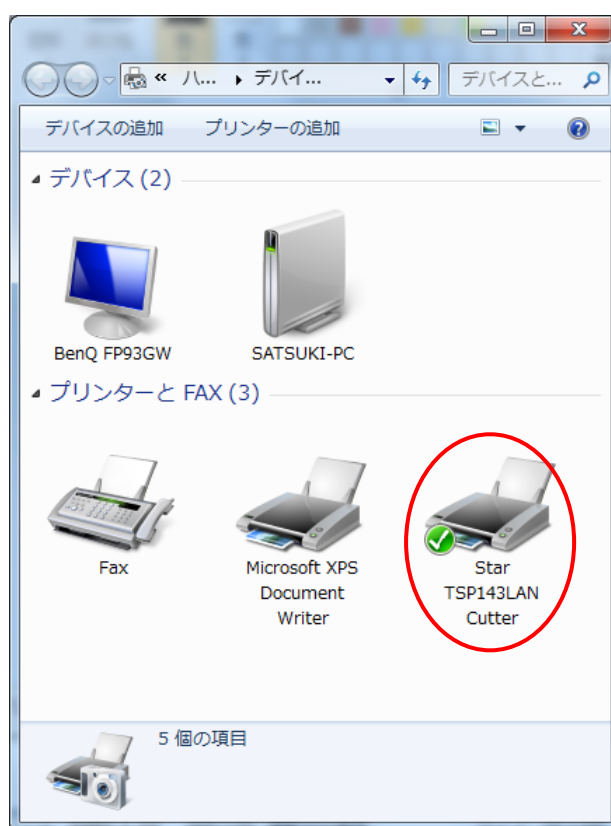 « ハ... ▸ デバイ... デバイスと...
デバイスの追加 プリンターの追加
デバイス (2)
BenQ FP93GW SATSUKI-PC
プリンターと FAX (3)
Fax Microsoft XPS Star
Document TSP143LAN
Writer Cutter
5 個の項目